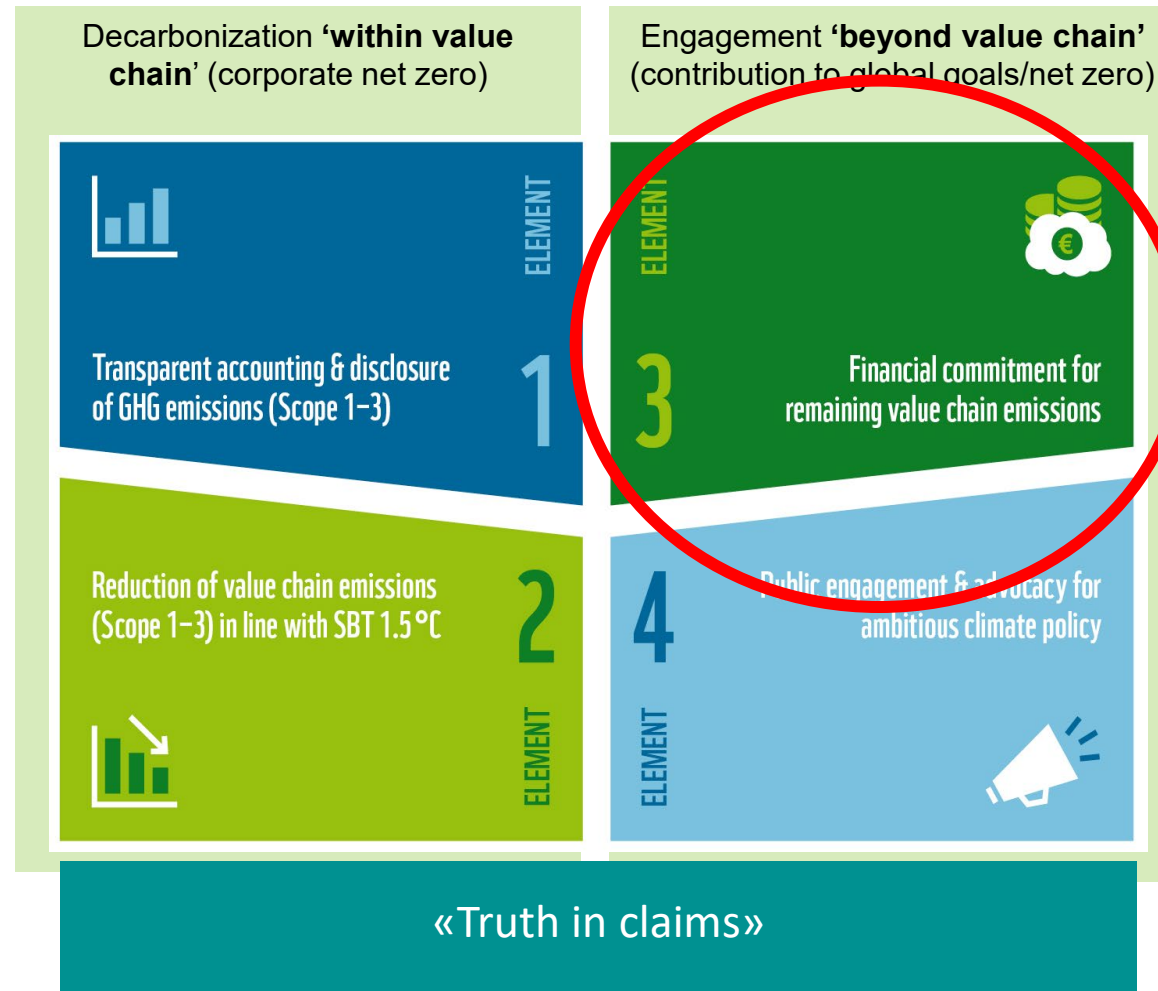 Decarbonization ‘within value
chain’ (corporate net zero)
Engagement ‘beyond value chain’
(contribution to global goals/net zero)
ELEMENT
1
Transparent accounting & disclosure
of GHG emissions (Scope 1–3)
ELEMENT
3
€
Financial commitment for
remaining value chain emissions
Reduction of value chain emissions
(Scope 1–3) in line with SBT 1.5°C
2
ELEMENT
4
Public engagement & advocacy for
ambitious climate policy
ELEMENT
«Truth in claims»